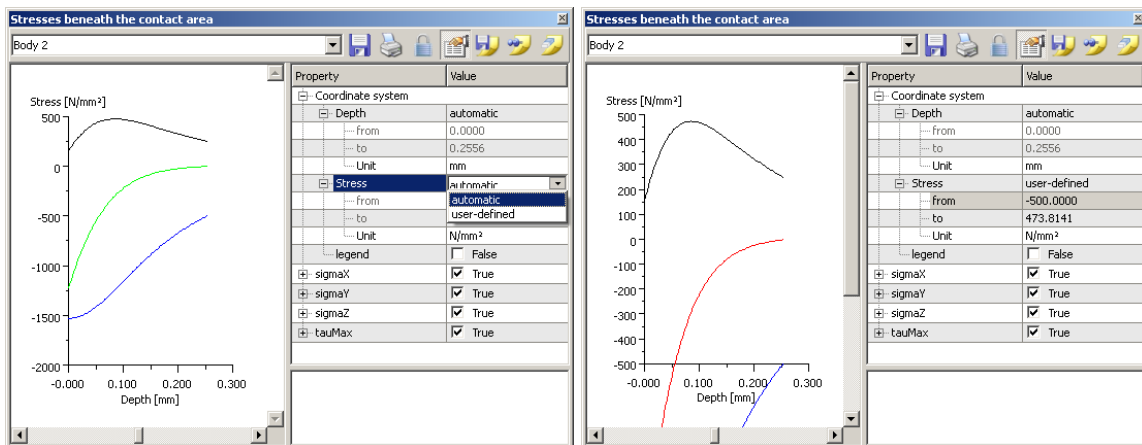 Stresses beneath the contact area
Body 2
Stress [N/mm²]
500
0
-500
-1000
-1500
-2000
-0.000 0.100 0.200 0.300
Depth [mm]
Property Value
Coordinate system
Depth automatic
from 0.0000
to 0.2556
Unit mm
Stress automatic
from automatic
to user-defined
Unit N/mm²
legend False
sigmaX True
sigmaY True
sigmaZ True
tauMax True
Stresses beneath the contact area
Body 2
Stress [N/mm²]
500
400
300
200
100
0
-100
-200
-300
-400
-500
-0.000 0.100 0.200 0.300
Depth [mm]
Property Value
Coordinate system
Depth automatic
from 0.0000
to 0.2556
Unit mm
Stress user-defined
from -500.0000
to 473.8141
Unit N/mm²
legend False
sigmaX True
sigmaY True
sigmaZ True
tauMax True